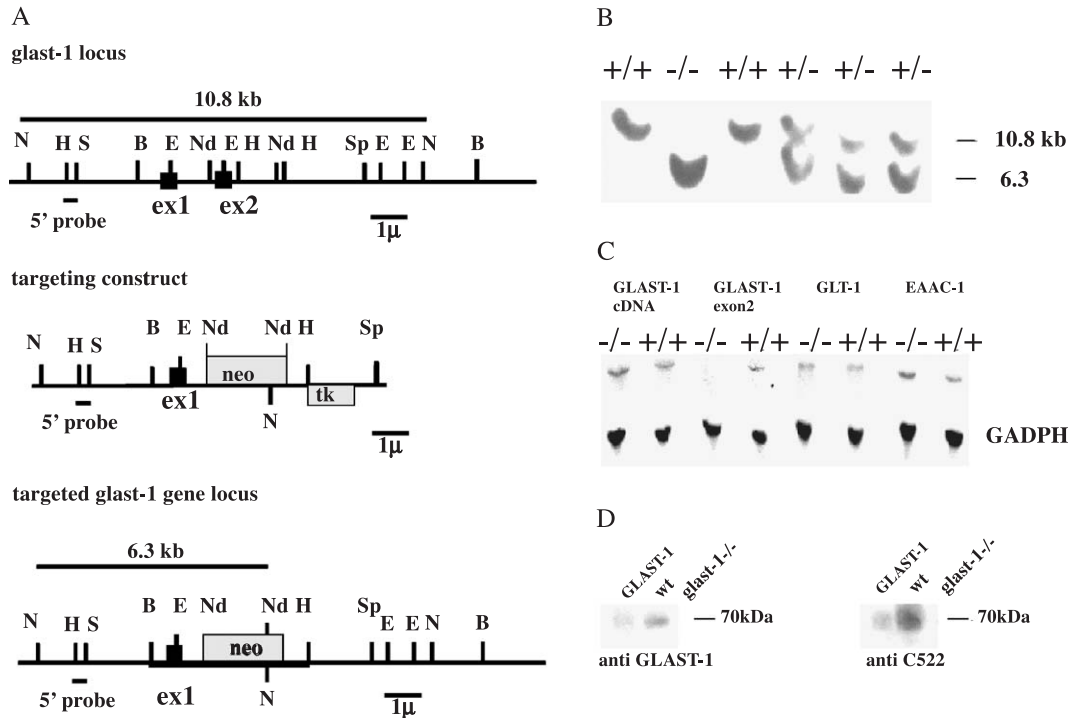 A
glast-1 locus
10.8 kb
N H S B E Nd E H Nd H Sp E E N B
ex1 ex2
5' probe
1μ
targeting construct
N H S B E Nd Nd H Sp
neo
tk
ex1 N
5' probe
1μ
targeted glast-1 gene locus
6.3 kb
N H S B E Nd Nd H Sp E E N B
neo
ex1 N
5' probe
1μ
B
+/+ -/- +/+ +/- +/- +/-
10.8 kb
6.3
C
GLAST-1 cDNA
GLAST-1 exon2
GLT-1
EAAC-1
-/- +/+ -/- +/+ -/- +/+ -/- +/+
GADPH
D
GLAST-1 wt glast-1-/-
70kDa
anti GLAST-1
GLAST-1 wt glast-1-/-
70kDa
anti C522